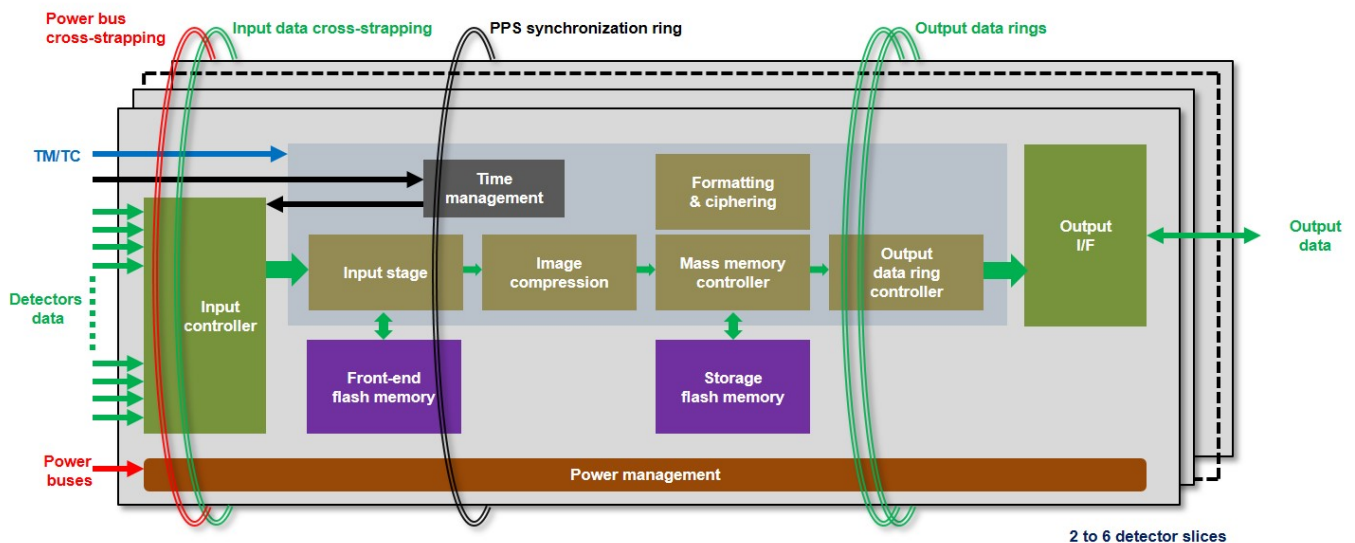 Power bus
cross-strapping
Input data cross-strapping
PPS synchronization ring
Output data rings
TM/TC
Time
management
Formatting
& ciphering
Output
I/F
Output
data
Input stage
Image
compression
Mass memory
controller
Output
data ring
controller
Detectors
data
Input
controller
Front-end
flash memory
Storage
flash memory
Power
buses
Power management
2 to 6 detector slices